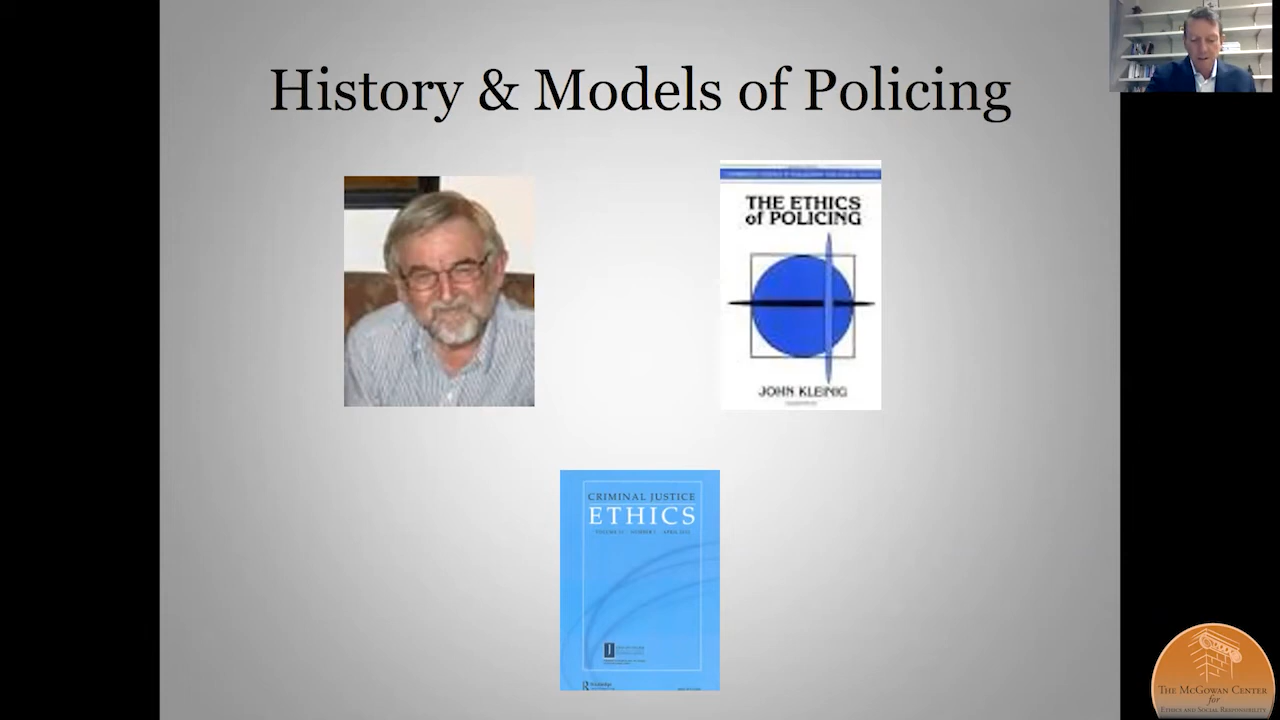 History & Models of Policing
THE ETHICS
of POLICING
JOHN KLEINIG
CRIMINAL JUSTICE
ETHICS
Routledge
THE MCGOWAN CENTER
for
ETHICS AND SOCIAL RESPONSIBILITY